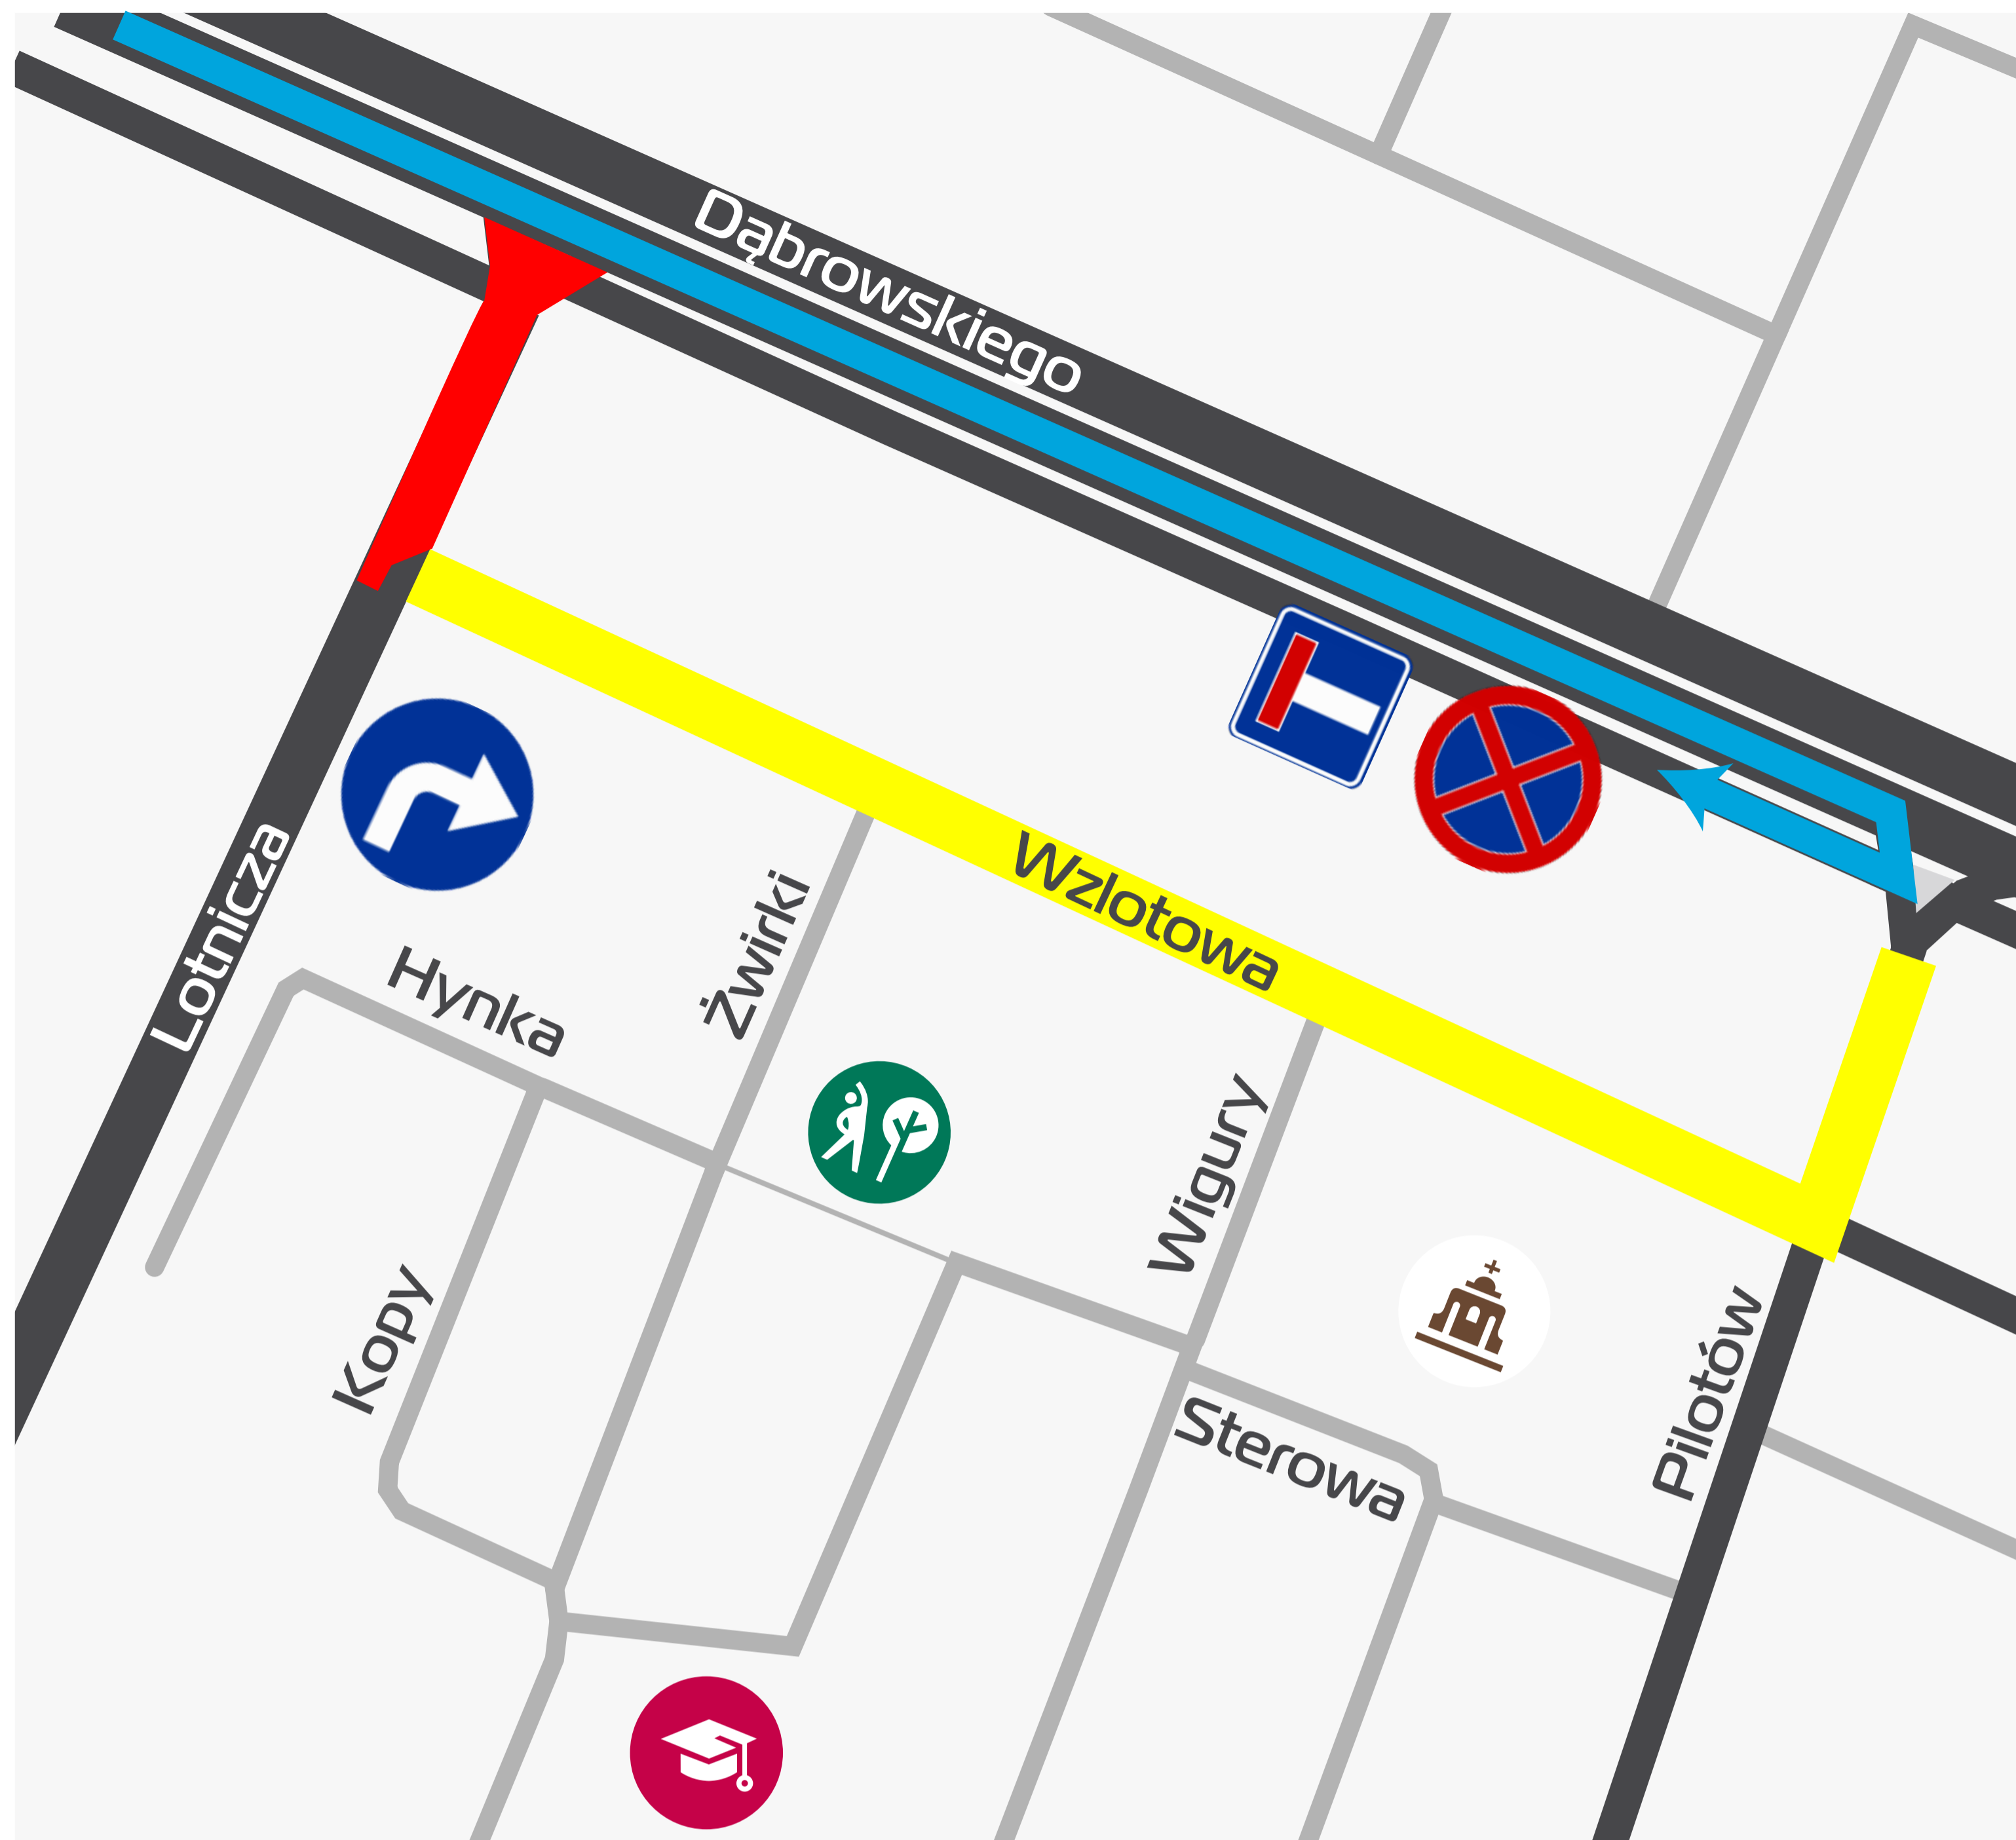 Dąbrowskiego
Wzlotowa
Lotnicza
Żwirki
Hynka
Wigury
Kopy
Pilotów
Sterowa